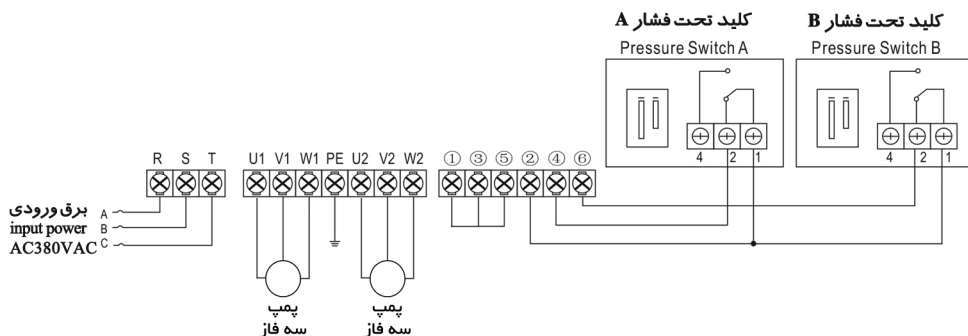 کلید تحت فشار A
کلید تحت فشار B
Pressure Switch A
Pressure Switch B
4 2 1
4 2 1
R S T
U1 V1 W1 PE U2 V2 W2
① ③ ⑤ ② ④ ⑥
برق ورودی A
input power B
AC380VAC C
پمپ
سه فاز
پمپ
سه فاز